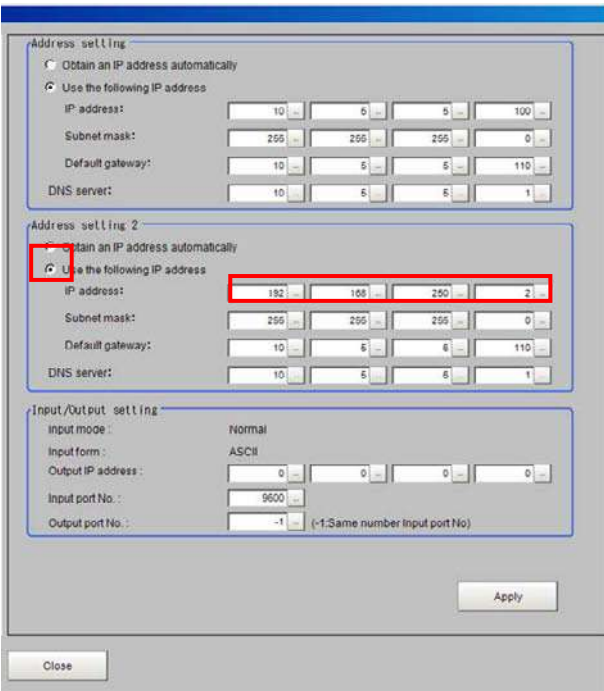 Address setting
Obtain an IP address automatically
Use the following IP address
IP address: 10 ... 5 ... 5 ... 100 ...
Subnet mask: 255 ... 255 ... 255 ... 0 ...
Default gateway: 10 ... 5 ... 5 ... 110 ...
DNS server: 10 ... 5 ... 5 ... 1 ...
Address setting 2
Obtain an IP address automatically
Use the following IP address
IP address: 192 ... 168 ... 250 ... 2 ...
Subnet mask: 255 ... 255 ... 255 ... 0 ...
Default gateway: 10 ... 5 ... 5 ... 110 ...
DNS server: 10 ... 5 ... 5 ... 1 ...
Input/Output setting
Input mode : Normal
Input form : ASCII
Output IP address : 0 ... 0 ... 0 ... 0 ...
Input port No. : 9600 ...
Output port No. : -1 ... (-1:Same number Input port No)
Apply
Close